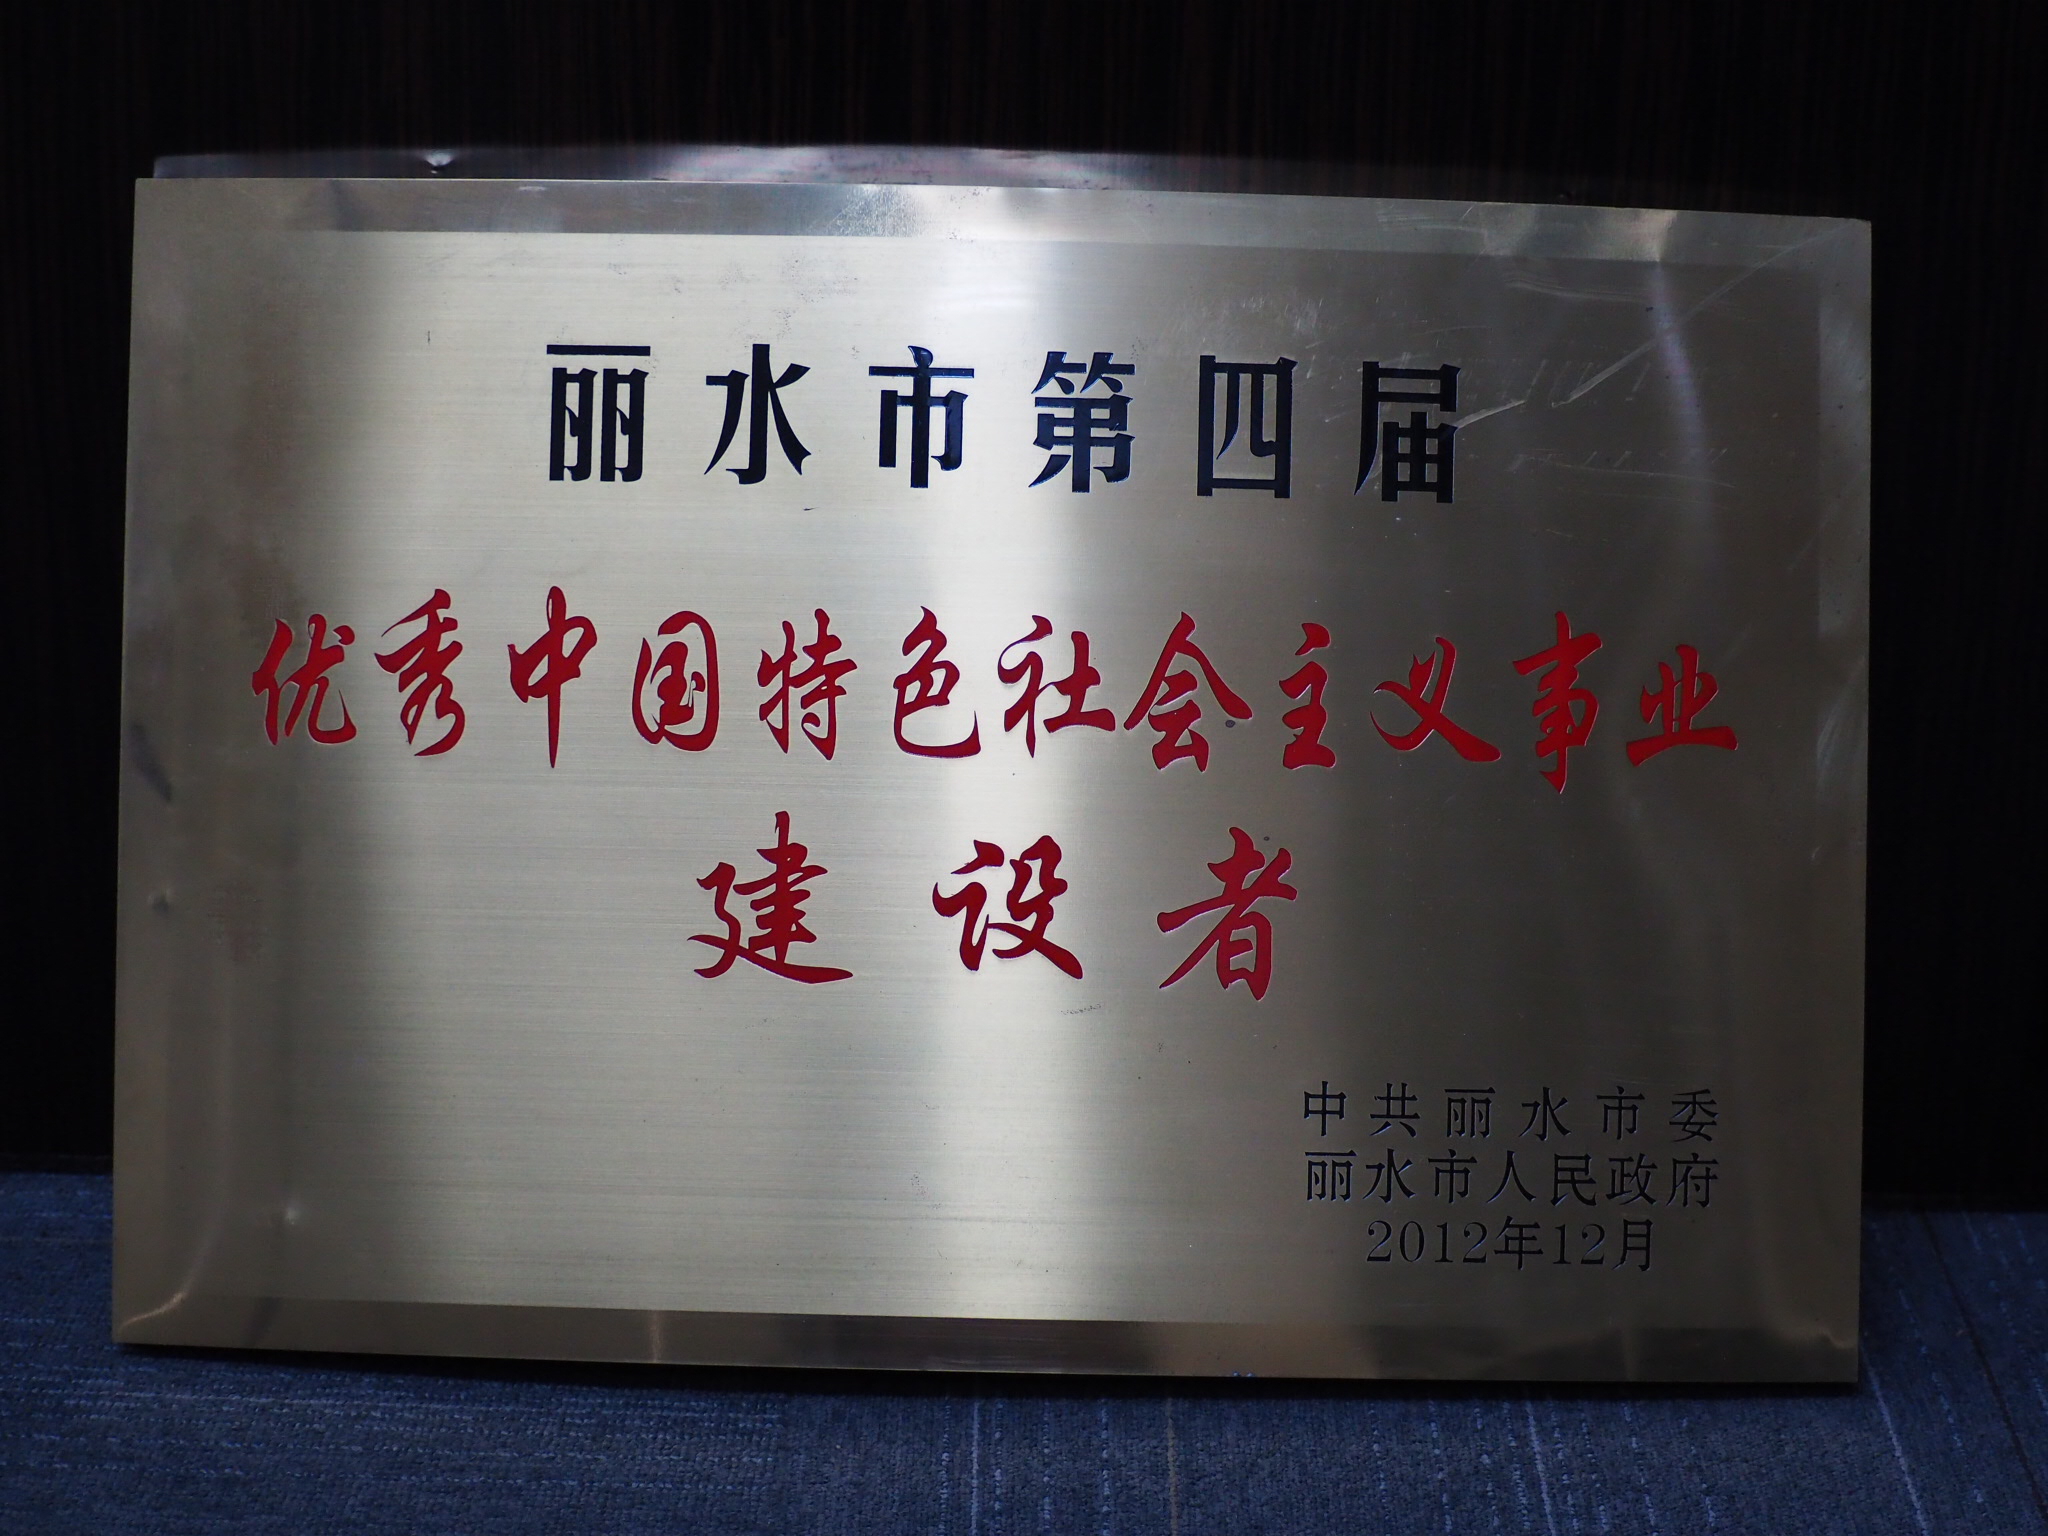 丽水市第四届
优秀中国特色社会主义事业
建设者
中共丽水市委
丽水市人民政府
2012年12月